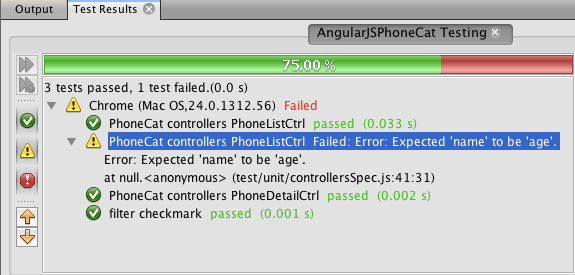 Output
Test Results
AngularJSPhoneCat Testing
75.00 %
3 tests passed, 1 test failed.(0.0 s)
Chrome (Mac OS,24.0.1312.56) Failed
PhoneCat controllers PhoneListCtrl passed (0.033 s)
PhoneCat controllers PhoneListCtrl Failed: Error: Expected 'name' to be 'age'.
Error: Expected 'name' to be 'age'.
at null.<anonymous> (test/unit/controllersSpec.js:41:31)
PhoneCat controllers PhoneDetailCtrl passed (0.002 s)
filter checkmark passed (0.001 s)